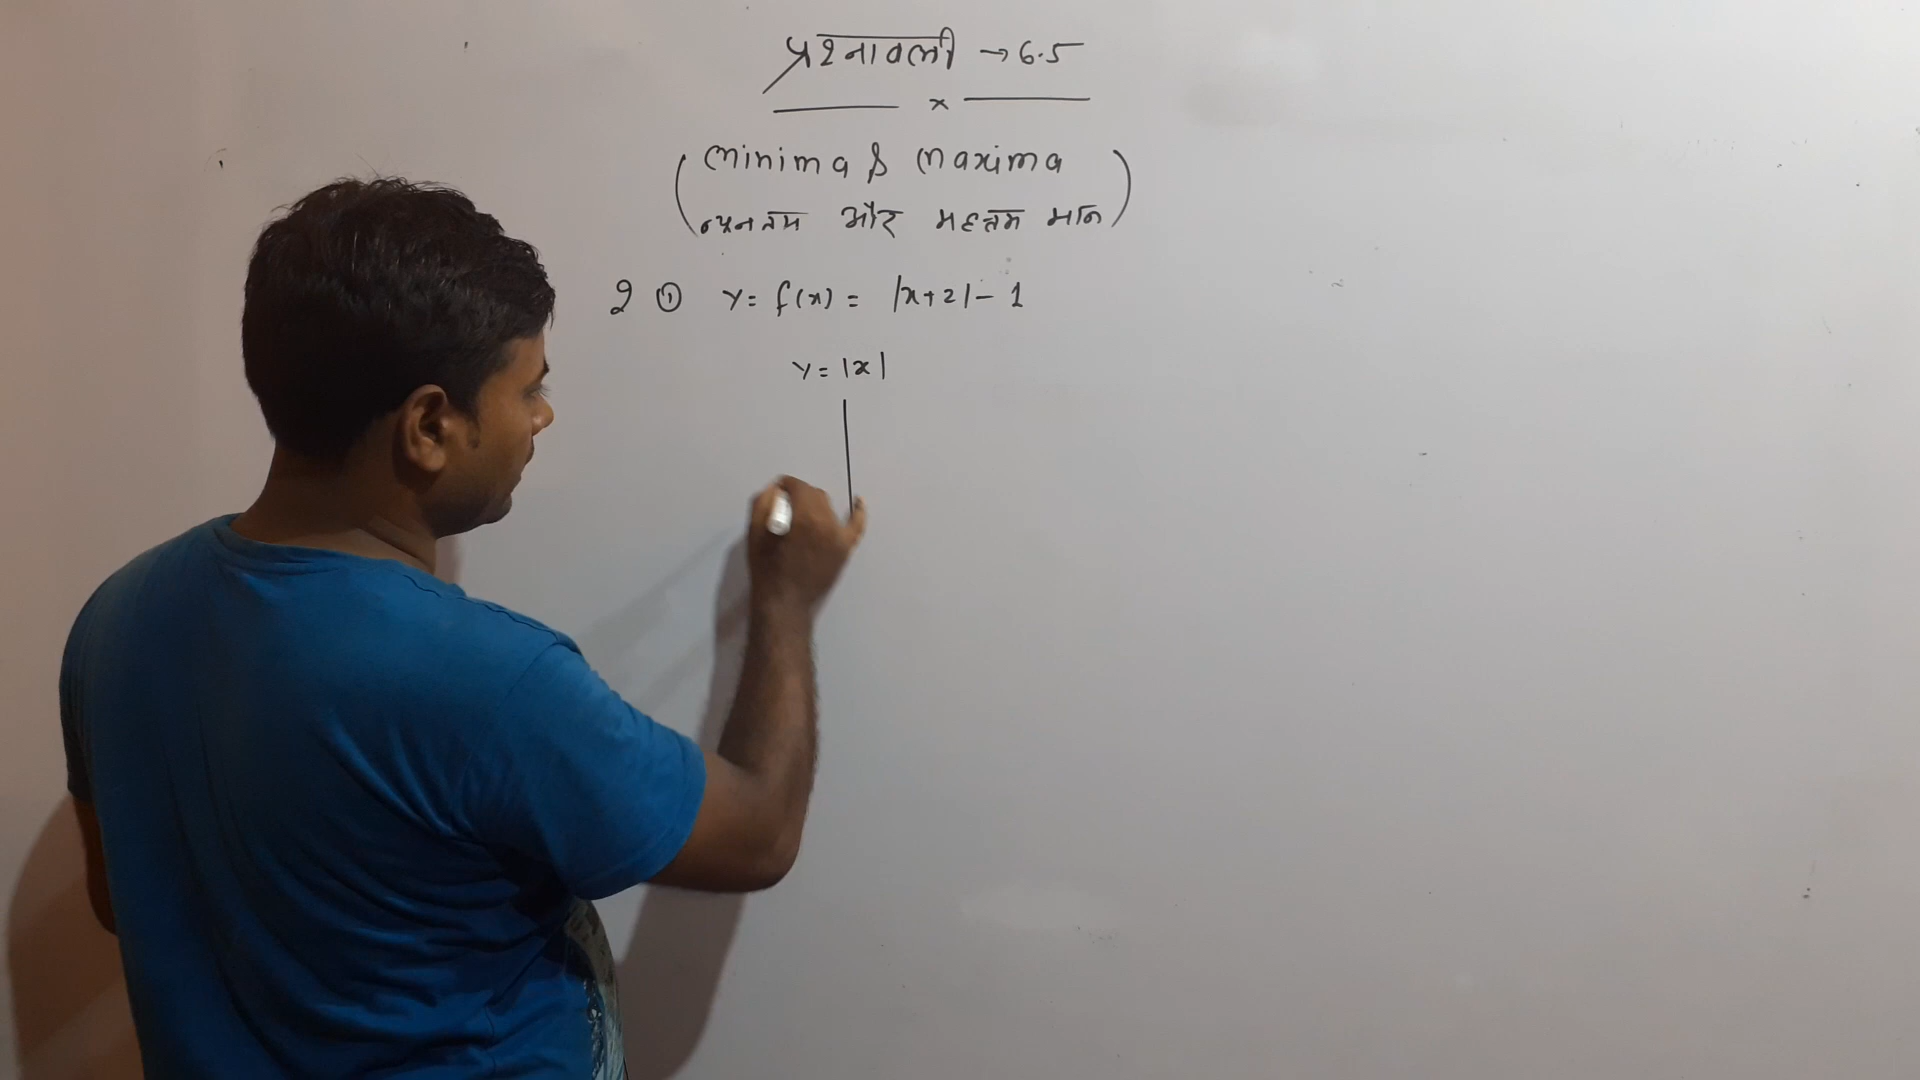 प्रश्नावली → 6.5
x
(Minima & Maxima
न्यूनतम और महत्तम मान)
2 ① y = f(x) = |x+2| - 1
y = |x|